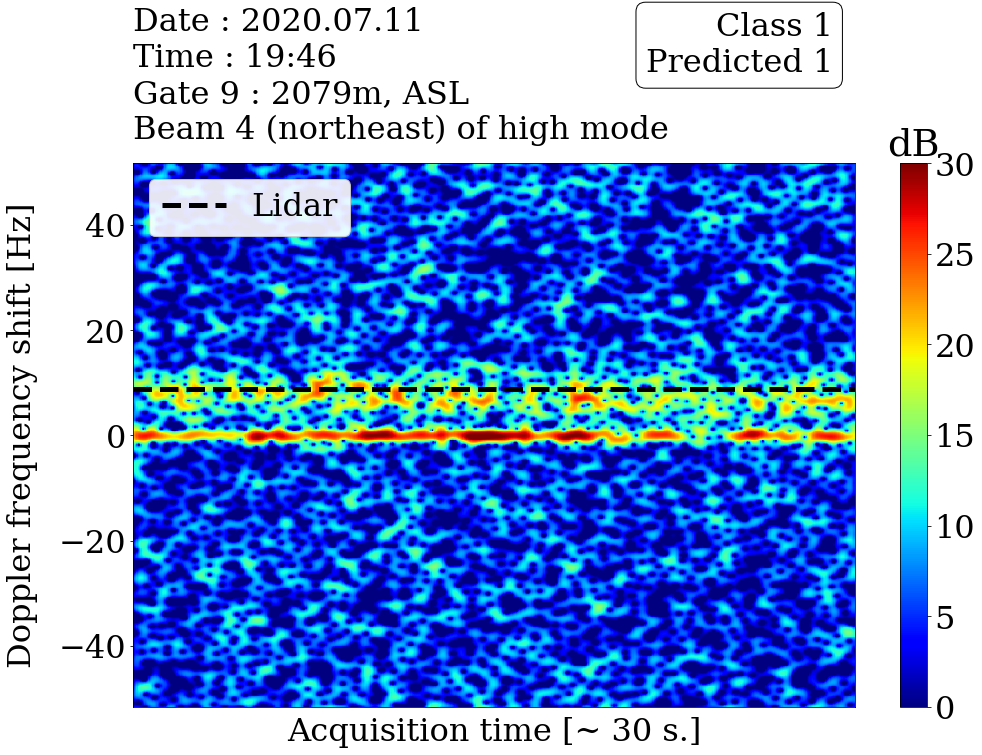 Date : 2020.07.11
Time : 19:46
Gate 9 : 2079m, ASL
Beam 4 (northeast) of high mode
Class 1
Predicted 1
dB
Lidar
Doppler frequency shift [Hz]
40
20
0
−20
−40
30
25
20
15
10
5
0
Acquisition time [~ 30 s.]